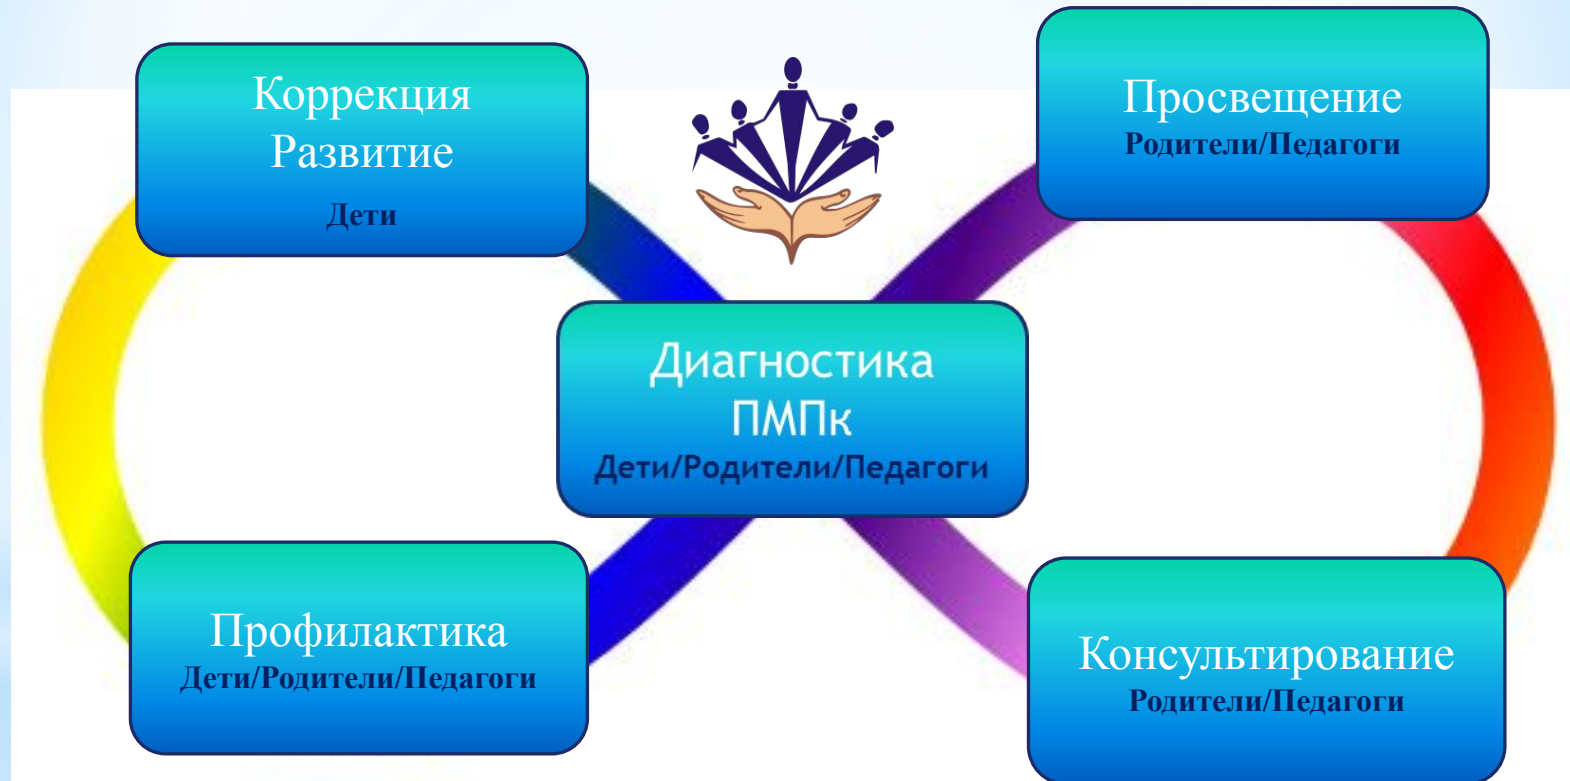 Коррекция
Развитие
Дети
Просвещение
Родители/Педагоги
Диагностика
ПМПк
Дети/Родители/Педагоги
Профилактика
Дети/Родители/Педагоги
Консультирование
Родители/Педагоги